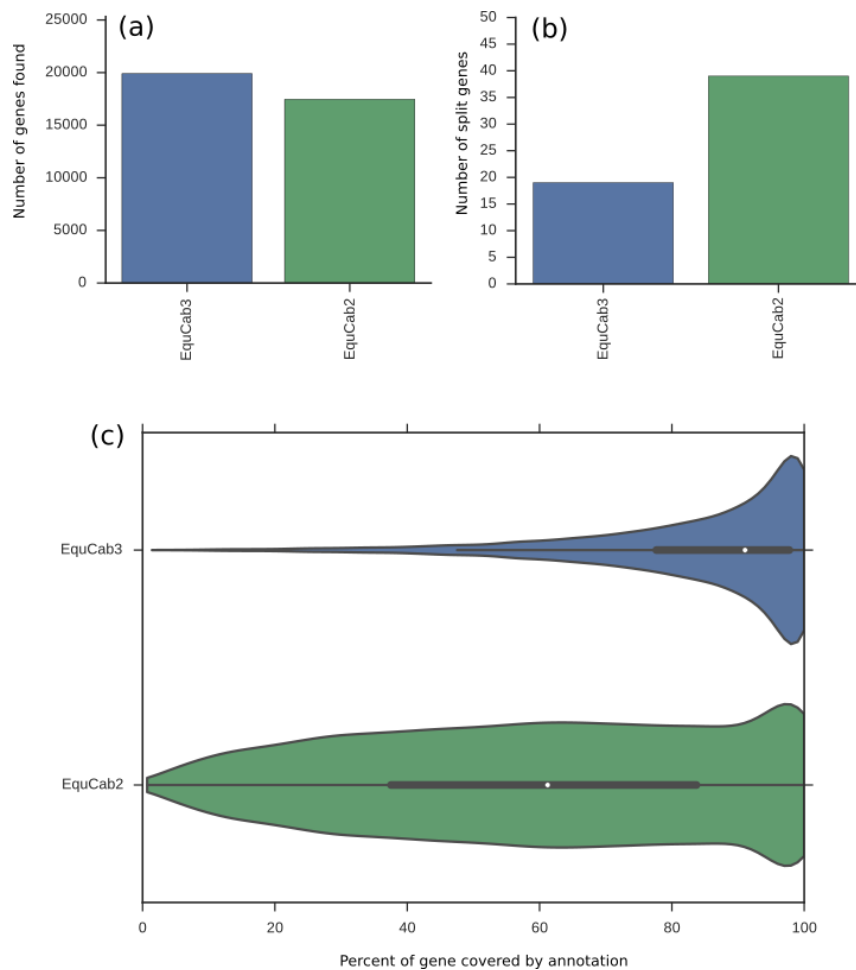 (a)
Number of genes found
25000
20000
15000
10000
5000
0
EquCab3
EquCab2
(b)
Number of split genes
50
45
40
35
30
25
20
15
10
5
0
EquCab3
EquCab2
(c)
EquCab3
EquCab2
0 20 40 60 80 100
Percent of gene covered by annotation